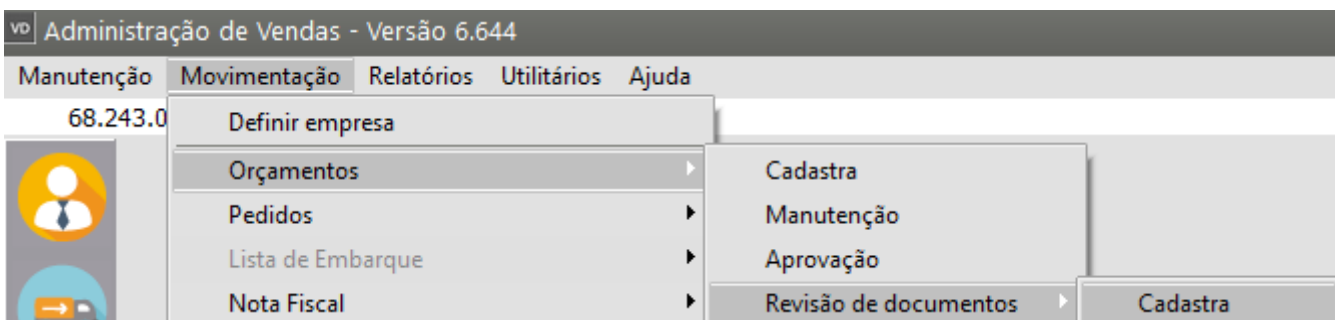 VD Administração de Vendas - Versão 6.644
Manutenção Movimentação Relatórios Utilitários Ajuda
68.243.0
Definir empresa
Orçamentos
Pedidos
Lista de Embarque
Nota Fiscal
Cadastra
Manutenção
Aprovação
Revisão de documentos
Cadastra